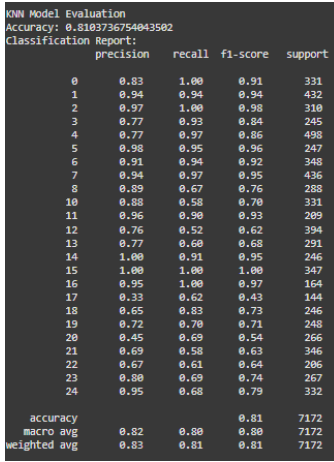 KNN Model Evaluation
Accuracy: 0.8103736754043502
Classification Report:
precision recall f1-score support
0 0.83 1.00 0.91 331
1 0.94 0.94 0.94 432
2 0.97 1.00 0.98 310
3 0.77 0.93 0.84 245
4 0.77 0.97 0.86 498
5 0.98 0.95 0.96 247
6 0.91 0.94 0.92 348
7 0.94 0.97 0.95 436
8 0.89 0.67 0.76 288
10 0.88 0.58 0.70 331
11 0.96 0.90 0.93 209
12 0.76 0.52 0.62 394
13 0.77 0.60 0.68 291
14 1.00 0.91 0.95 246
15 1.00 1.00 1.00 347
16 0.95 1.00 0.97 164
17 0.33 0.62 0.43 144
18 0.65 0.83 0.73 246
19 0.72 0.70 0.71 248
20 0.45 0.69 0.54 266
21 0.69 0.58 0.63 346
22 0.67 0.61 0.64 206
23 0.80 0.69 0.74 267
24 0.95 0.68 0.79 332
accuracy 0.81 7172
macro avg 0.82 0.80 0.80 7172
weighted avg 0.83 0.81 0.81 7172